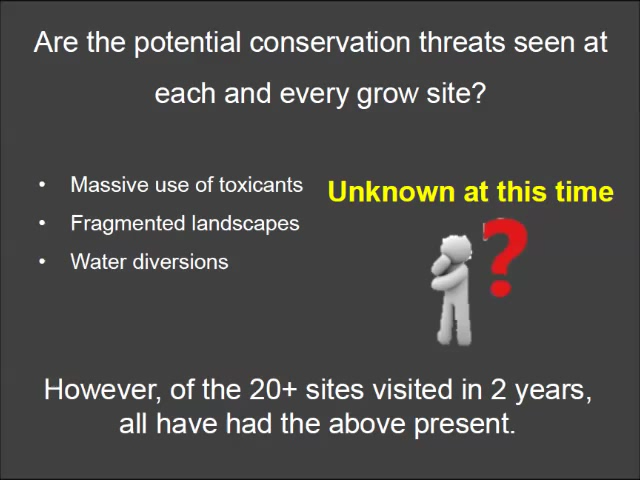 Are the potential conservation threats seen at
each and every grow site?
• Massive use of toxicants
Unknown at this time
• Fragmented landscapes
• Water diversions
?
However, of the 20+ sites visited in 2 years,
all have had the above present.